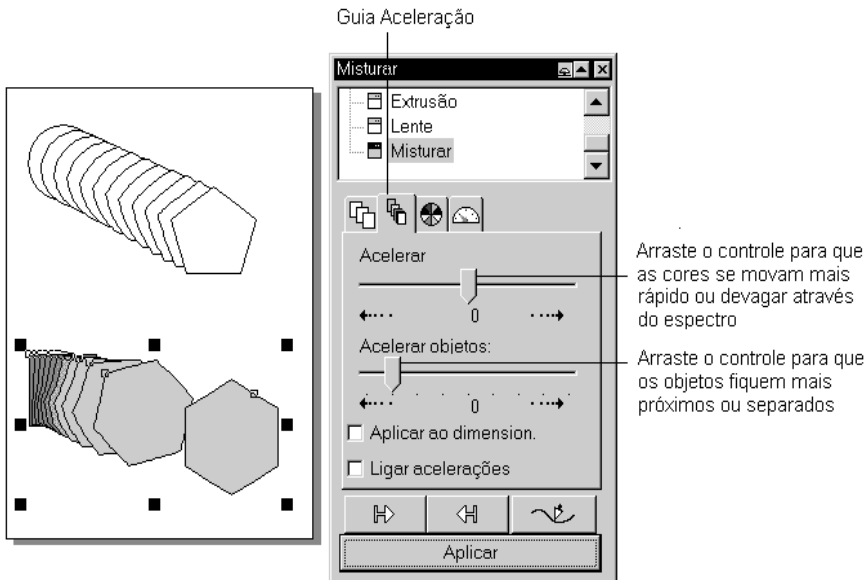 Guia Aceleração
Misturar
Extrusão
Lente
Misturar
Acelerar
0
Acelerar objetos:
0
Aplicar ao dimension.
Ligar acelerações
Aplicar
Arraste o controle para que
as cores se movam mais
rápido ou devagar através
do espectro
Arraste o controle para que
os objetos fiquem mais
próximos ou separados